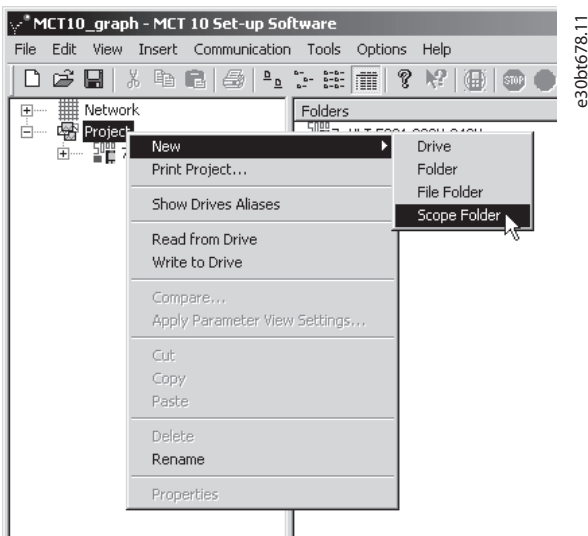 MCT10_graph - MCT 10 Set-up Software
File Edit View Insert Communication Tools Options Help
STOP
Network
Folders
Project
New
Drive
Print Project...
Folder
File Folder
Show Drives Aliases
Scope Folder
Read from Drive
Write to Drive
Compare...
Apply Parameter View Settings...
Cut
Copy
Paste
Delete
Rename
Properties
e30bt678.11